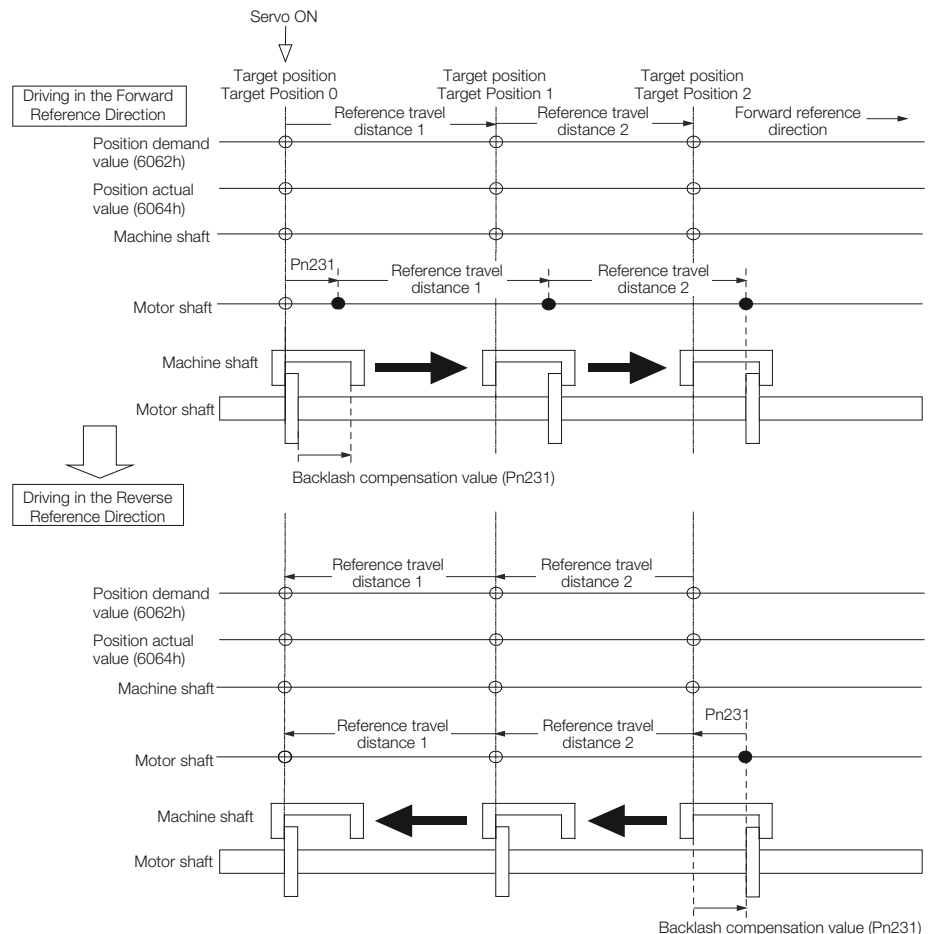 Servo ON
Target position
Target Position 0
Target position
Target Position 1
Target position
Target Position 2
Driving in the Forward
Reference Direction
Reference travel
distance 1
Reference travel
distance 2
Forward reference
direction
Position demand
value (6062h)
Position actual
value (6064h)
Machine shaft
Pn231
Reference travel
distance 1
Reference travel
distance 2
Motor shaft
Machine shaft
Motor shaft
Backlash compensation value (Pn231)
Driving in the Reverse
Reference Direction
Reference travel
distance 1
Reference travel
distance 2
Position demand
value (6062h)
Position actual
value (6064h)
Machine shaft
Reference travel
distance 1
Reference travel
distance 2
Pn231
Motor shaft
Machine shaft
Motor shaft
Backlash compensation value (Pn231)